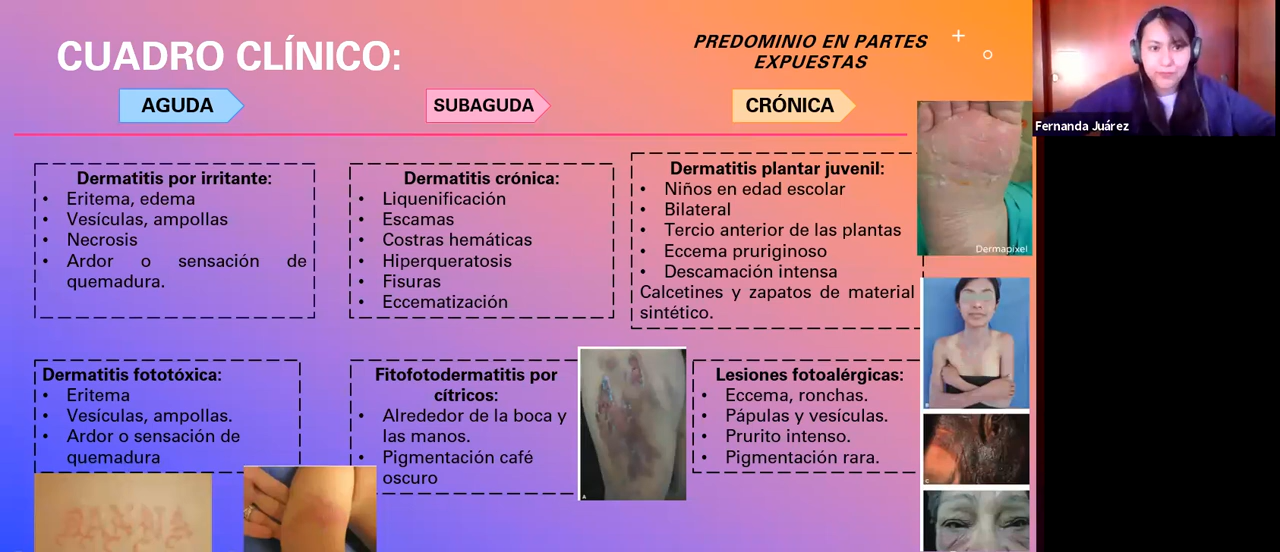 CUADRO CLÍNICO:
PREDOMINIO EN PARTES
EXPUESTAS
AGUDA
SUBAGUDA
CRÓNICA
Fernanda Juárez
Dermatitis por irritante:
• Eritema, edema
• Vesículas, ampollas
• Necrosis
• Ardor o sensación de
quemadura.
Dermatitis crónica:
• Liquenificación
• Escamas
• Costras hemáticas
• Hiperqueratosis
• Fisuras
• Eccematización
Dermatitis plantar juvenil:
• Niños en edad escolar
• Bilateral
• Tercio anterior de las plantas
• Eccema pruriginoso
• Descamación intensa
Calcetines y zapatos de material
sintético.
Dermapixel
Dermatitis fototóxica:
• Eritema
• Vesículas, ampollas.
• Ardor o sensación de
quemadura
Fitofotodermatitis por
cítricos:
• Alrededor de la boca y
las manos.
• Pigmentación café
oscuro
A
Lesiones fotoalérgicas:
• Eccema, ronchas.
• Pápulas y vesículas.
• Prurito intenso.
• Pigmentación rara.